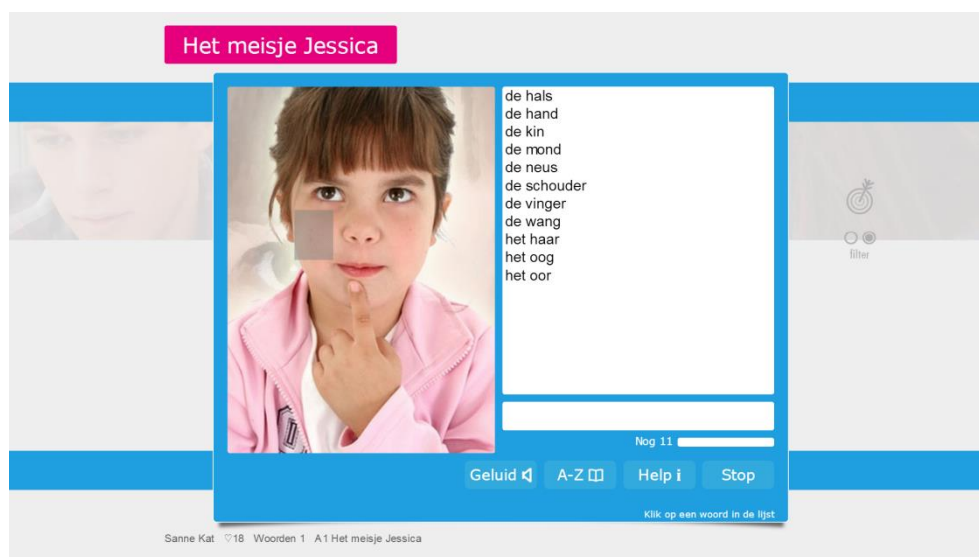 Het meisje Jessica
de hals
de hand
de kin
de mond
de neus
de schouder
de vinger
de wang
het haar
het oog
het oor
filter
Nog 11
Geluid
A-Z
Help i
Stop
Klik op een woord in de lijst
Sanne Kat ♡18 Woorden 1 A1 Het meisje Jessica